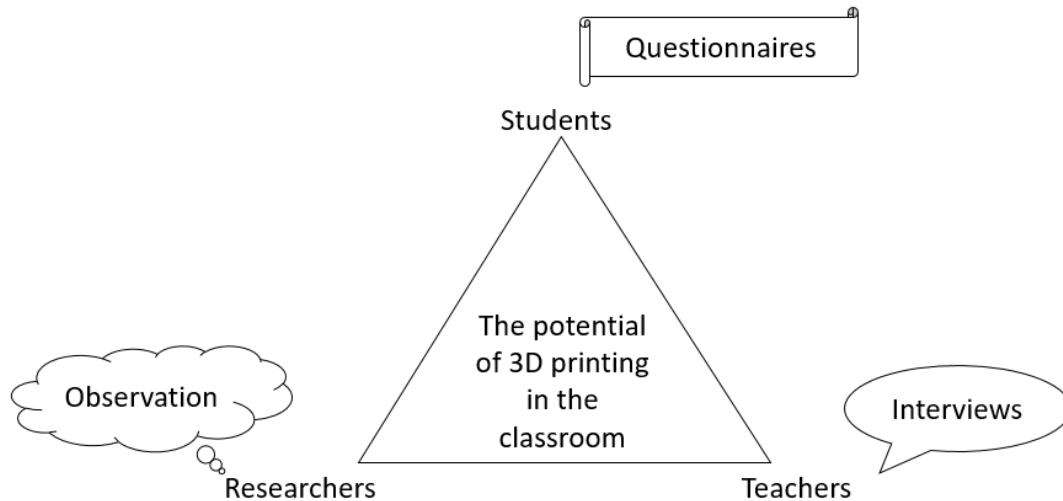 Questionnaires
Students
The potential
of 3D printing
in the
classroom
Observation
Interviews
Researchers
Teachers